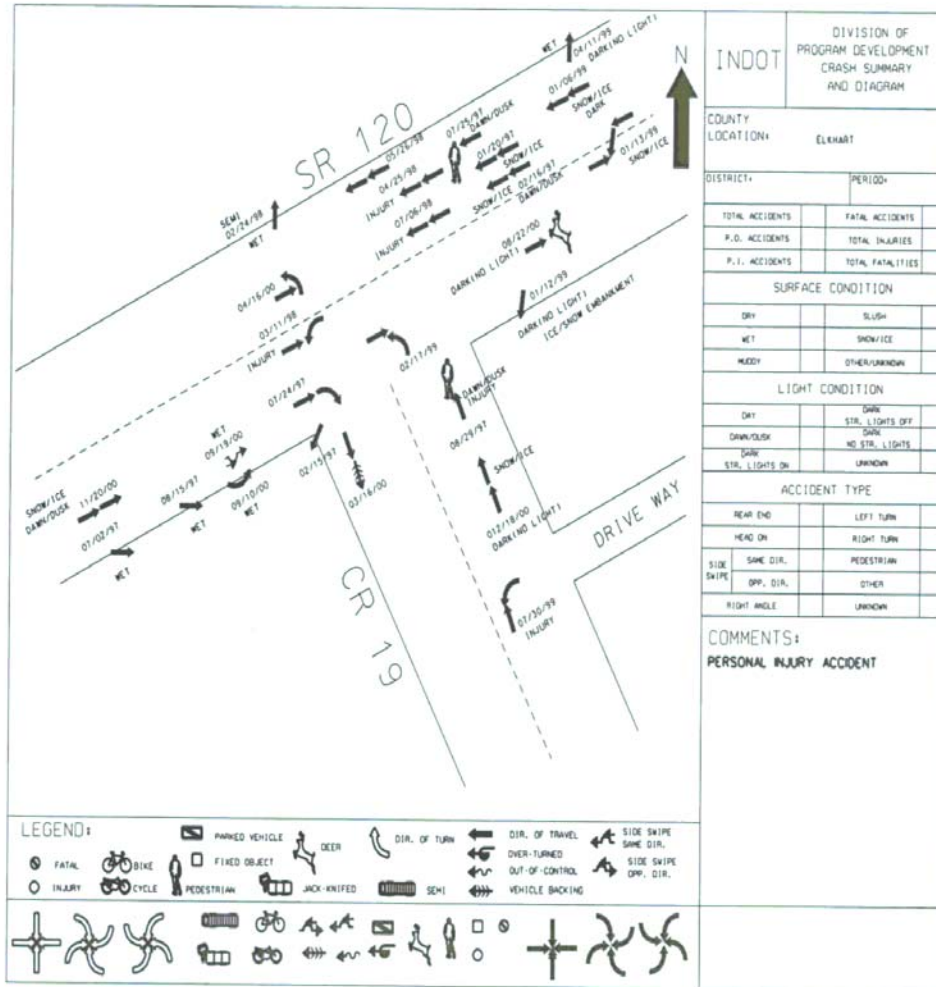 WET
04/11/99
DARK(NO LIGHT)
01/06/99
SNOW/ICE
DARK
01/13/99
SNOW/ICE
N
SR 120
07/25/97
DAWN/DUSK
05/26/98
01/20/97
SNOW/ICE
04/25/98
INJURY
02/16/97
SNOW/ICE
DAWN/DUSK
07/06/98
INJURY
SEMI
02/24/98
WET
08/22/00
DARK(NO LIGHT)
01/12/99
DARK(NO LIGHT)
ICE/SNOW EMBANKMENT
04/16/00
03/11/98
INJURY
02/17/99
DAWN/DUSK
INJURY
08/29/97
07/24/97
WET
09/19/00
02/15/97
03/16/00
SNOW/ICE
012/18/00
DARK(NO LIGHT)
SNOW/ICE
DAWN/DUSK
11/20/00
08/15/97
WET
09/10/00
WET
07/02/97
WET
DRIVE WAY
CR 19
07/30/99
INJURY
INDOT
DIVISION OF
PROGRAM DEVELOPMENT
CRASH SUMMARY
AND DIAGRAM
COUNTY
LOCATION: ELKHART
DISTRICT: PERIOD:
TOTAL ACCIDENTS FATAL ACCIDENTS
P.D. ACCIDENTS TOTAL INJURIES
P.I. ACCIDENTS TOTAL FATALITIES
SURFACE CONDITION
DRY SLUSH
WET SNOW/ICE
MUDDY OTHER/UNKNOWN
LIGHT CONDITION
DAY DARK
STR. LIGHTS OFF
DAWN/DUSK DARK
NO STR. LIGHTS
DARK
STR. LIGHTS ON UNKNOWN
ACCIDENT TYPE
REAR END LEFT TURN
HEAD ON RIGHT TURN
SIDE
SWIPE
SAME DIR. PEDESTRIAN
OPP. DIR. OTHER
RIGHT ANGLE UNKNOWN
COMMENTS:
PERSONAL INJURY ACCIDENT
LEGEND:
FATAL
INJURY
BIKE
CYCLE
PARKED VEHICLE
FIXED OBJECT
PEDESTRIAN
DEER
JACK-KNIFED
DIR. OF TURN
SEMI
DIR. OF TRAVEL
OVER-TURNED
OUT-OF-CONTROL
VEHICLE BACKING
SIDE SWIPE
SAME DIR.
SIDE SWIPE
OPP. DIR.